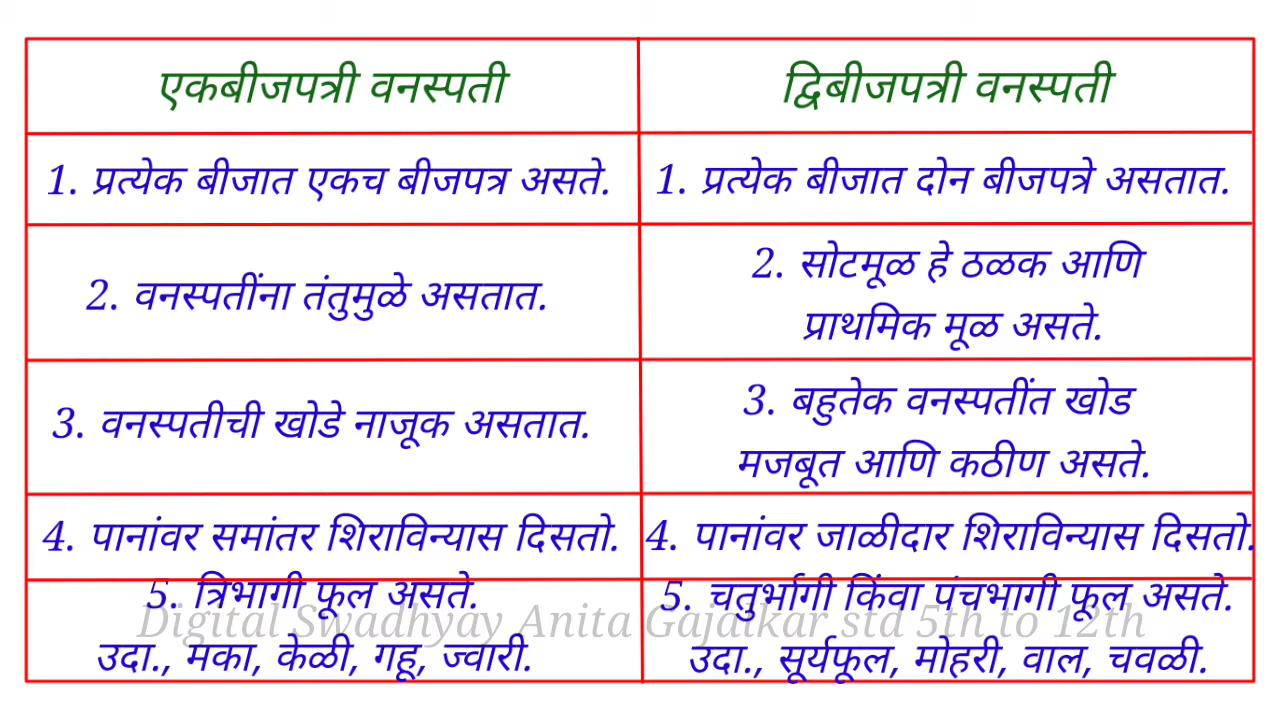 एकबीजपत्री वनस्पती
द्विबीजपत्री वनस्पती
1. प्रत्येक बीजात एकच बीजपत्र असते.
1. प्रत्येक बीजात दोन बीजपत्रे असतात.
2. वनस्पतींना तंतुमुळे असतात.
2. सोटमूळ हे ठळक आणि
प्राथमिक मूळ असते.
3. वनस्पतीची खोडे नाजूक असतात.
3. बहुतेक वनस्पतींत खोड
मजबूत आणि कठीण असते.
4. पानांवर समांतर शिराविन्यास दिसतो.
4. पानांवर जाळीदार शिराविन्यास दिसतो.
5. त्रिभागी फूल असते.
उदा., मका, केळी, गहू, ज्वारी.
5. चतुर्भागी किंवा पंचभागी फूल असते.
उदा., सूर्यफूल, मोहरी, वाल, चवळी.
Digital Swadhyay Anita Gajalkar std 5th to 12th